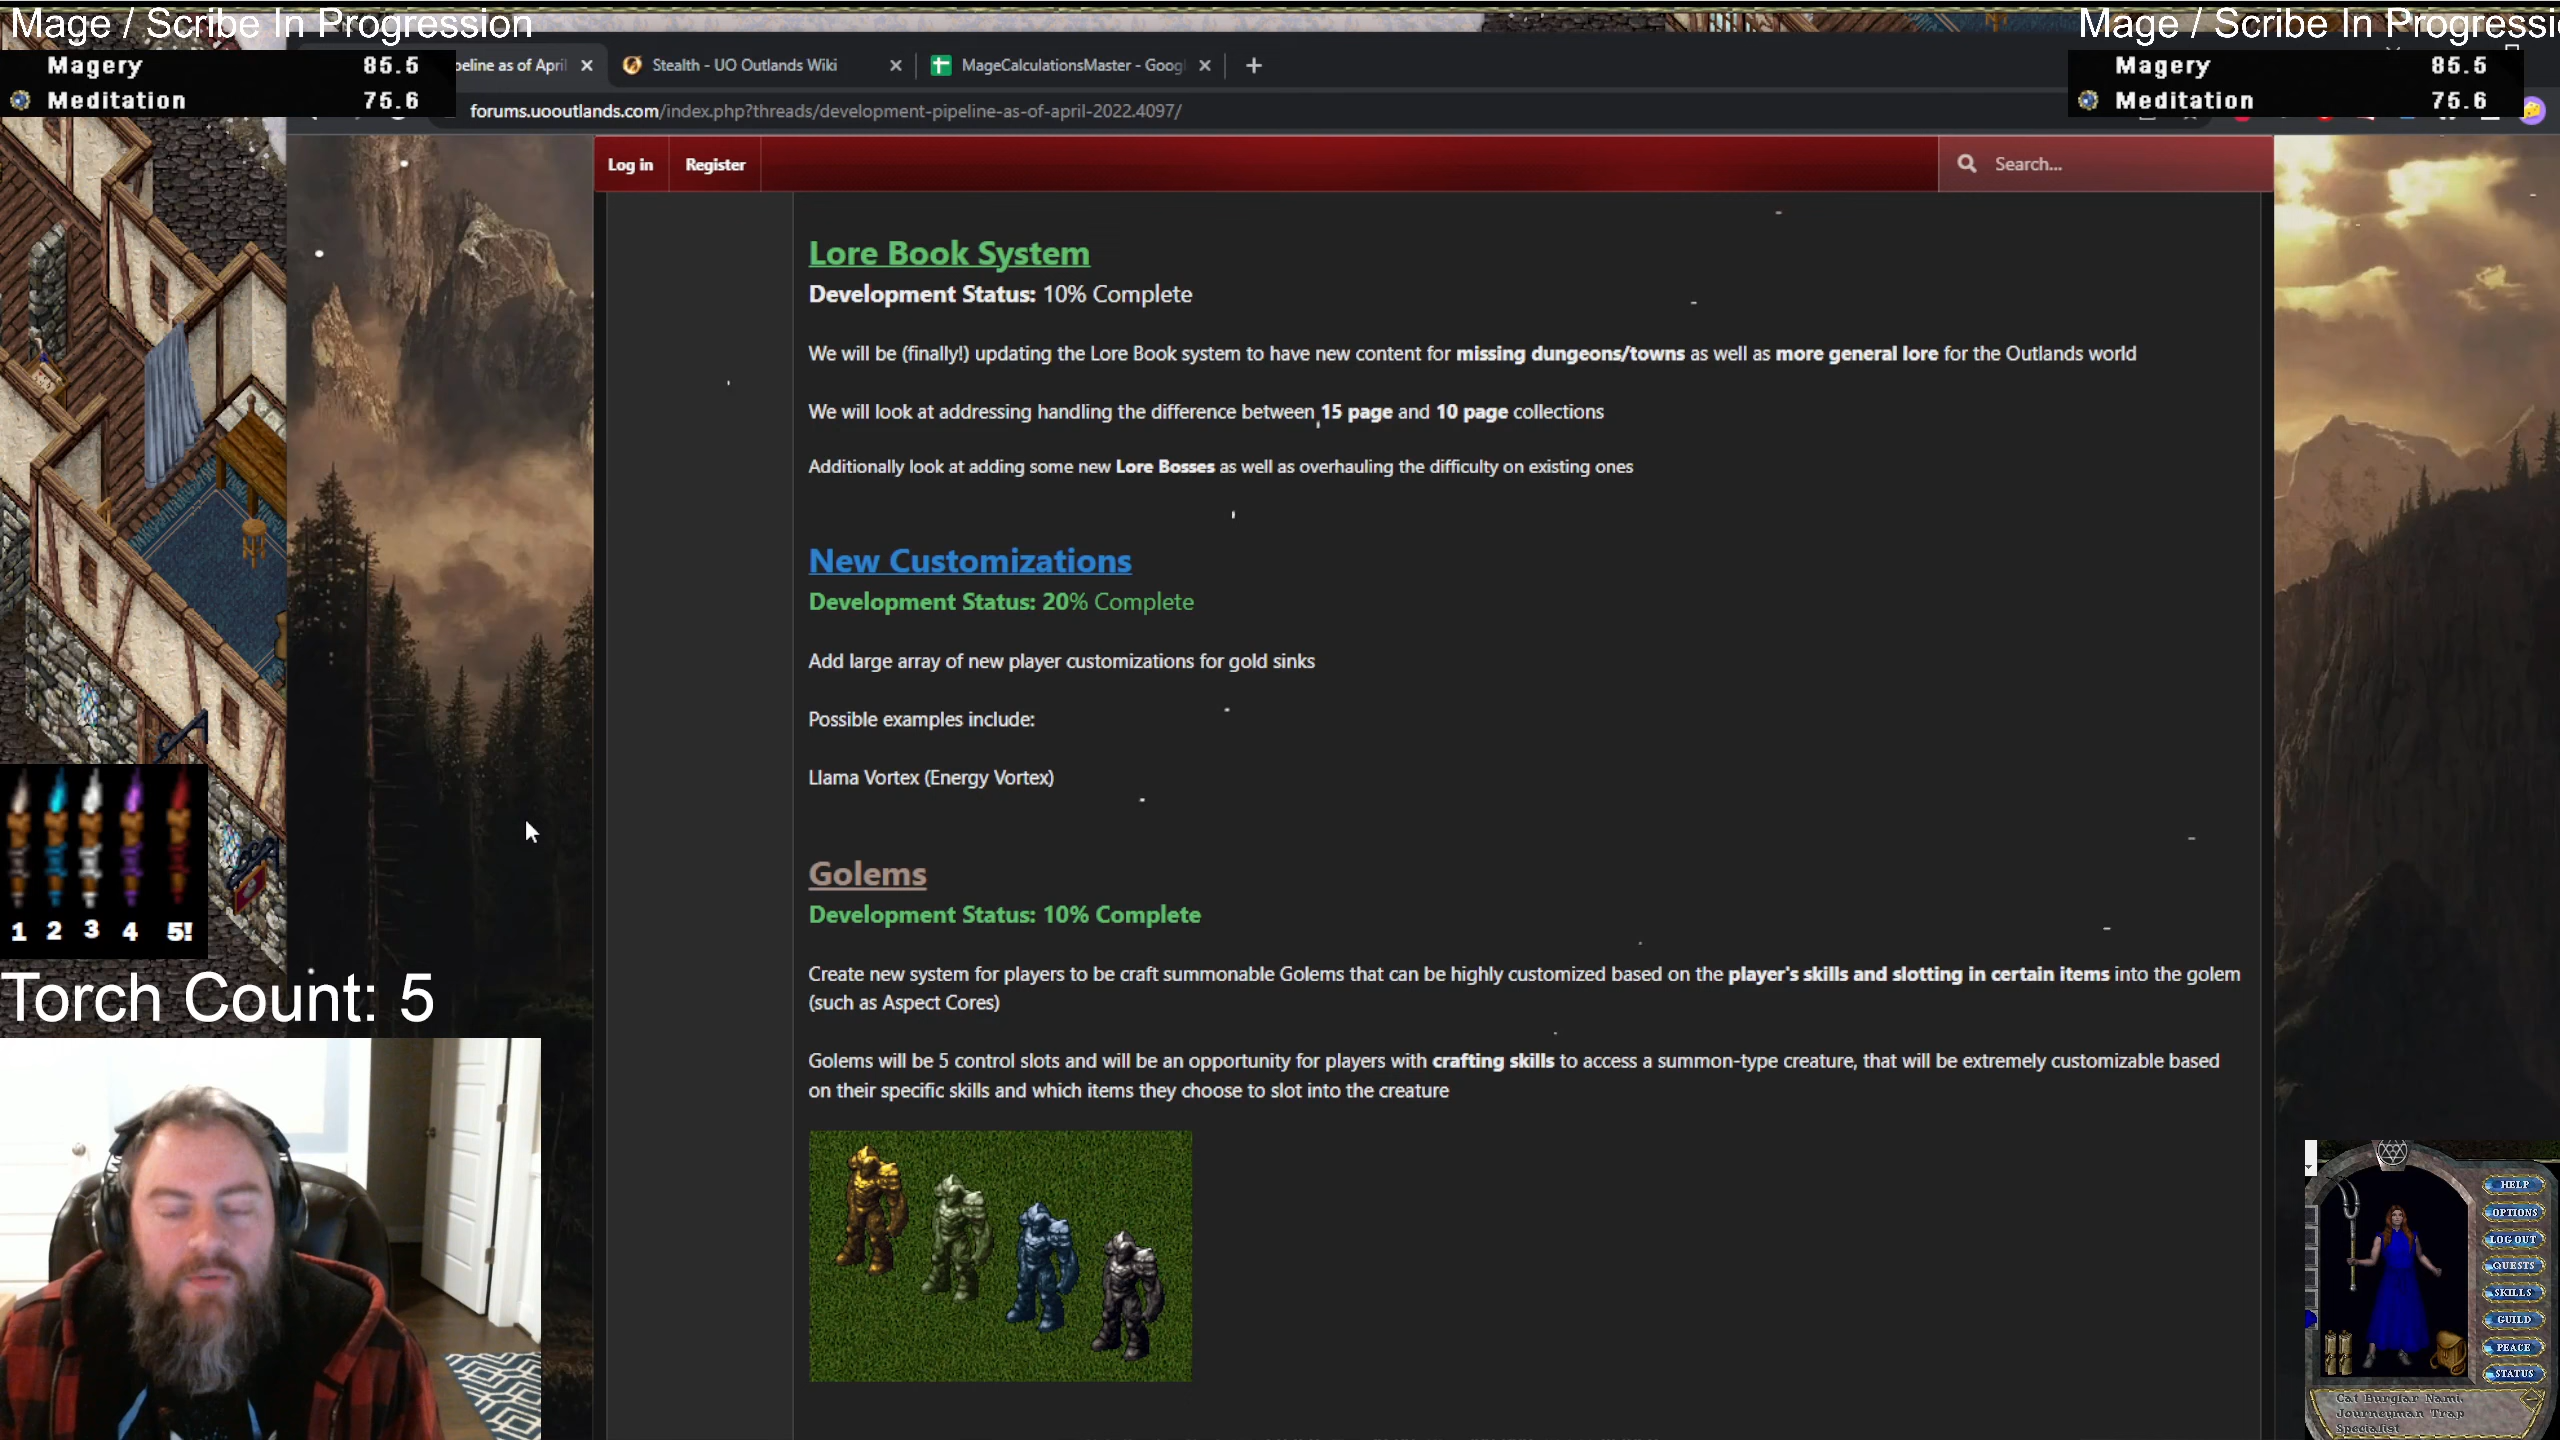 Mage / Scribe In Progression
Magery 85.5
Meditation 75.6
peline as of April
Stealth - UO Outlands Wiki
MageCalculationsMaster - Goog
Mage / Scribe In Progressi
Magery 85.5
Meditation 75.6
forums.uooutlands.com/index.php?threads/development-pipeline-as-of-april-2022.4097/
Log in
Register
Search...
Lore Book System
Development Status: 10% Complete
We will be (finally!) updating the Lore Book system to have new content for missing dungeons/towns as well as more general lore for the Outlands world
We will look at addressing handling the difference between 15 page and 10 page collections
Additionally look at adding some new Lore Bosses as well as overhauling the difficulty on existing ones
New Customizations
Development Status: 20% Complete
Add large array of new player customizations for gold sinks
Possible examples include:
Llama Vortex (Energy Vortex)
Golems
Development Status: 10% Complete
Create new system for players to be craft summonable Golems that can be highly customized based on the player's skills and slotting in certain items into the golem
(such as Aspect Cores)
Golems will be 5 control slots and will be an opportunity for players with crafting skills to access a summon-type creature, that will be extremely customizable based
on their specific skills and which items they choose to slot into the creature
1 2 3 4 5!
Torch Count: 5
HELP
OPTIONS
LOG OUT
QUESTS
SKILLS
GUILD
PEACE
STATUS
Cat Burglar Nami,
Journeyman Trap
Specialist